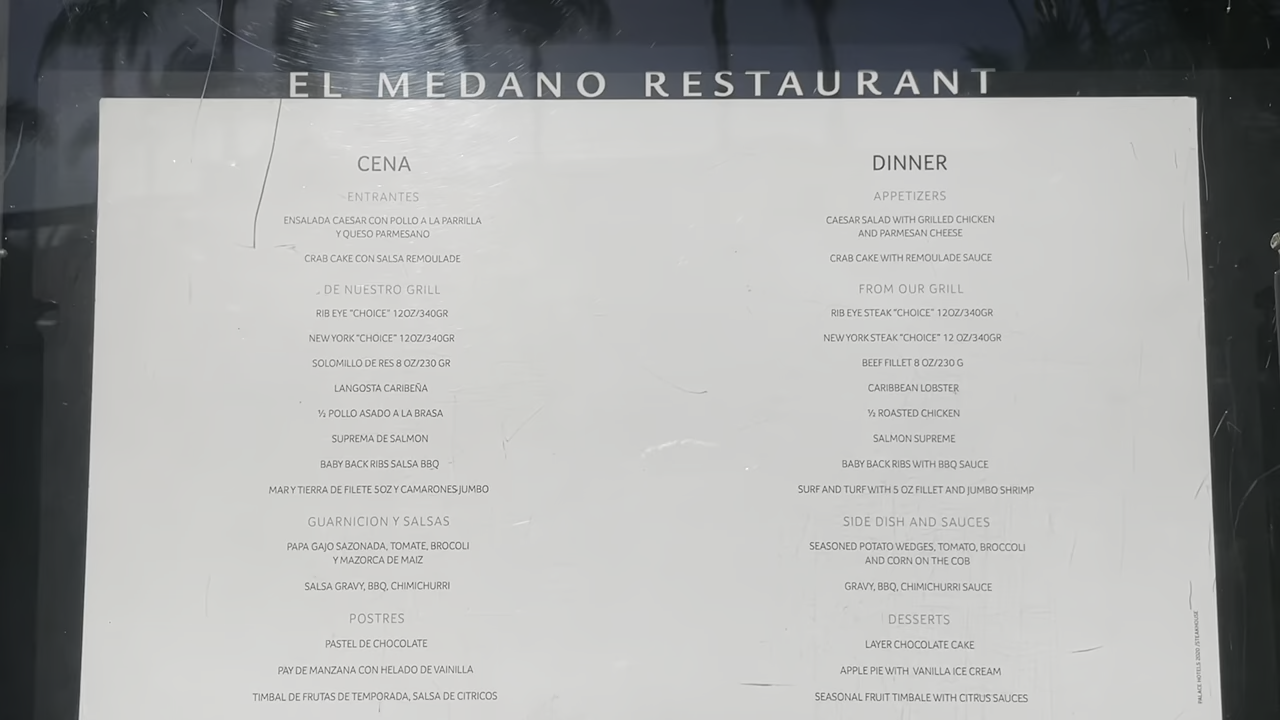 EL MEDANO RESTAURANT
CENA
ENTRANTES
ENSALADA CAESAR CON POLLO A LA PARRILLA
Y QUESO PARMESANO
CRAB CAKE CON SALSA REMOULADE
DE NUESTRO GRILL
RIB EYE "CHOICE" 12OZ/340GR
NEW YORK "CHOICE" 12OZ/340GR
SOLOMILLO DE RES 8 OZ/230 GR
LANGOSTA CARIBEÑA
½ POLLO ASADO A LA BRASA
SUPREMA DE SALMON
BABY BACK RIBS SALSA BBQ
MAR Y TIERRA DE FILETE 5OZ Y CAMARONES JUMBO
GUARNICION Y SALSAS
PAPA GAJO SAZONADA, TOMATE, BROCOLI
Y MAZORCA DE MAIZ
SALSA GRAVY, BBQ, CHIMICHURRI
POSTRES
PASTEL DE CHOCOLATE
PAY DE MANZANA CON HELADO DE VAINILLA
TIMBAL DE FRUTAS DE TEMPORADA, SALSA DE CITRICOS
DINNER
APPETIZERS
CAESAR SALAD WITH GRILLED CHICKEN
AND PARMESAN CHEESE
CRAB CAKE WITH REMOULADE SAUCE
FROM OUR GRILL
RIB EYE STEAK "CHOICE" 12OZ/340GR
NEW YORK STEAK "CHOICE" 12 OZ/340GR
BEEF FILLET 8 OZ/230 G
CARIBBEAN LOBSTER
½ ROASTED CHICKEN
SALMON SUPREME
BABY BACK RIBS WITH BBQ SAUCE
SURF AND TURF WITH 5 OZ FILLET AND JUMBO SHRIMP
SIDE DISH AND SAUCES
SEASONED POTATO WEDGES, TOMATO, BROCCOLI
AND CORN ON THE COB
GRAVY, BBQ, CHIMICHURRI SAUCE
DESSERTS
LAYER CHOCOLATE CAKE
APPLE PIE WITH VANILLA ICE CREAM
SEASONAL FRUIT TIMBALE WITH CITRUS SAUCES
PALACE HOTELS 2020 /STEAKHOUSE